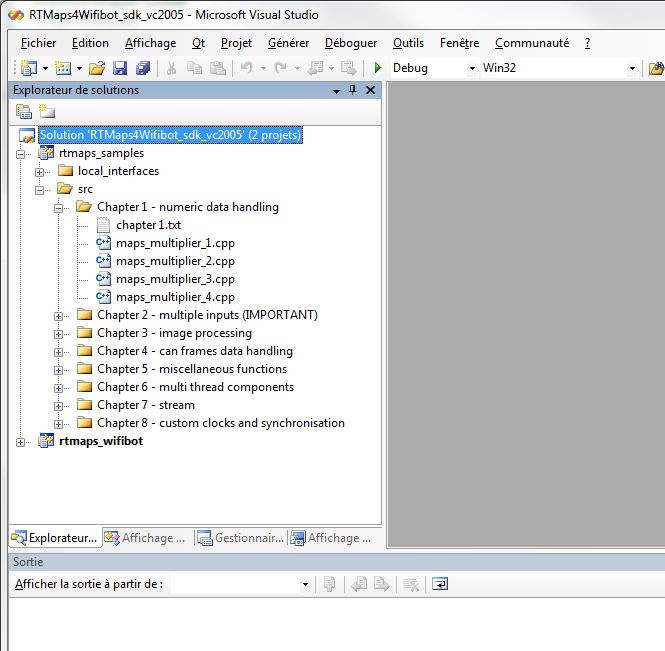 RTMaps4Wifibot_sdk_vc2005 - Microsoft Visual Studio
Fichier Edition Affichage Qt Projet Générer Déboguer Outils Fenêtre Communauté ?
Debug Win32
Explorateur de solutions
Solution 'RTMaps4Wifibot_sdk_vc2005' (2 projets)
rtmaps_samples
local_interfaces
src
Chapter 1 - numeric data handling
chapter1.txt
maps_multiplier_1.cpp
maps_multiplier_2.cpp
maps_multiplier_3.cpp
maps_multiplier_4.cpp
Chapter 2 - multiple inputs (IMPORTANT)
Chapter 3 - image processing
Chapter 4 - can frames data handling
Chapter 5 - miscellaneous functions
Chapter 6 - multi thread components
Chapter 7 - stream
Chapter 8 - custom clocks and synchronisation
rtmaps_wifibot
Explorateur... Affichage ... Gestionnair... Affichage ...
Sortie
Afficher la sortie à partir de :